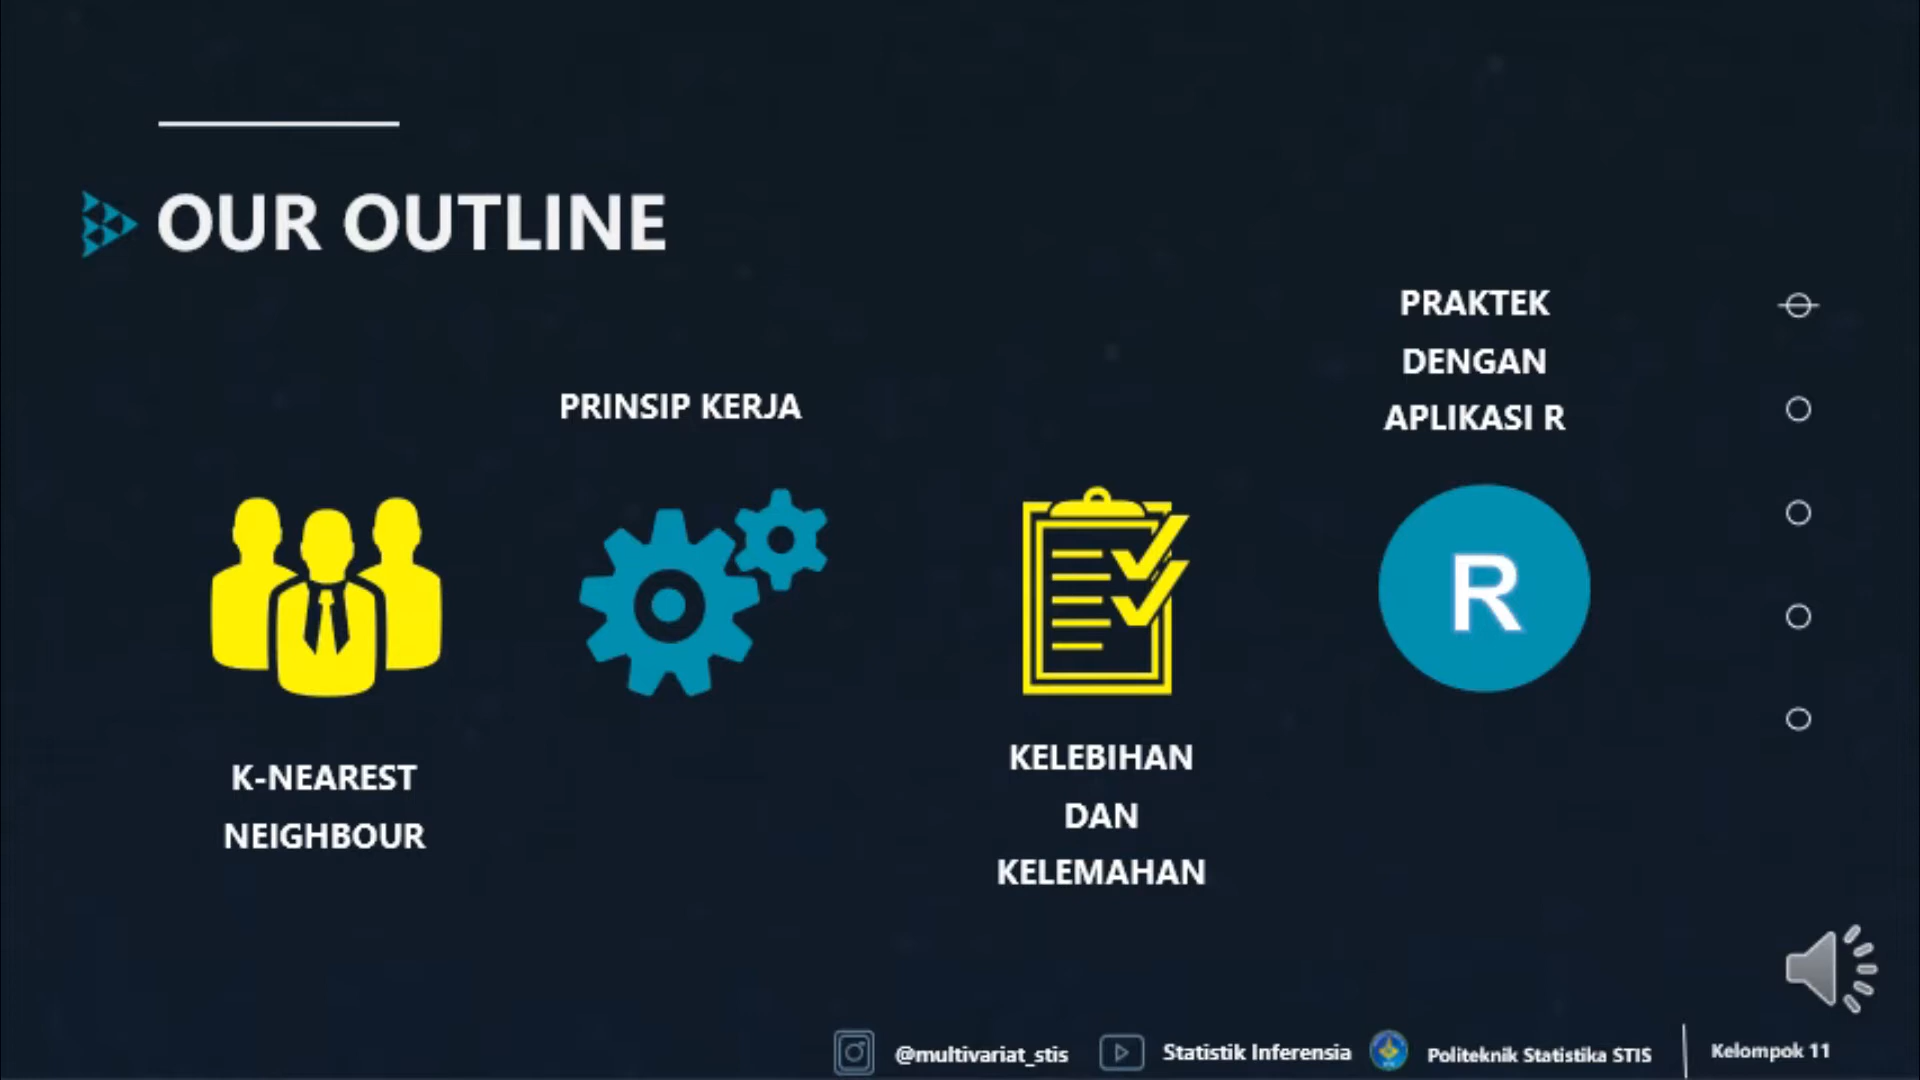 OUR OUTLINE
K-NEAREST
NEIGHBOUR
PRINSIP KERJA
KELEBIHAN
DAN
KELEMAHAN
PRAKTEK
DENGAN
APLIKASI R
R
@multivariat_stis
Statistik Inferensia
Politeknik Statistika STIS
Kelompok 11